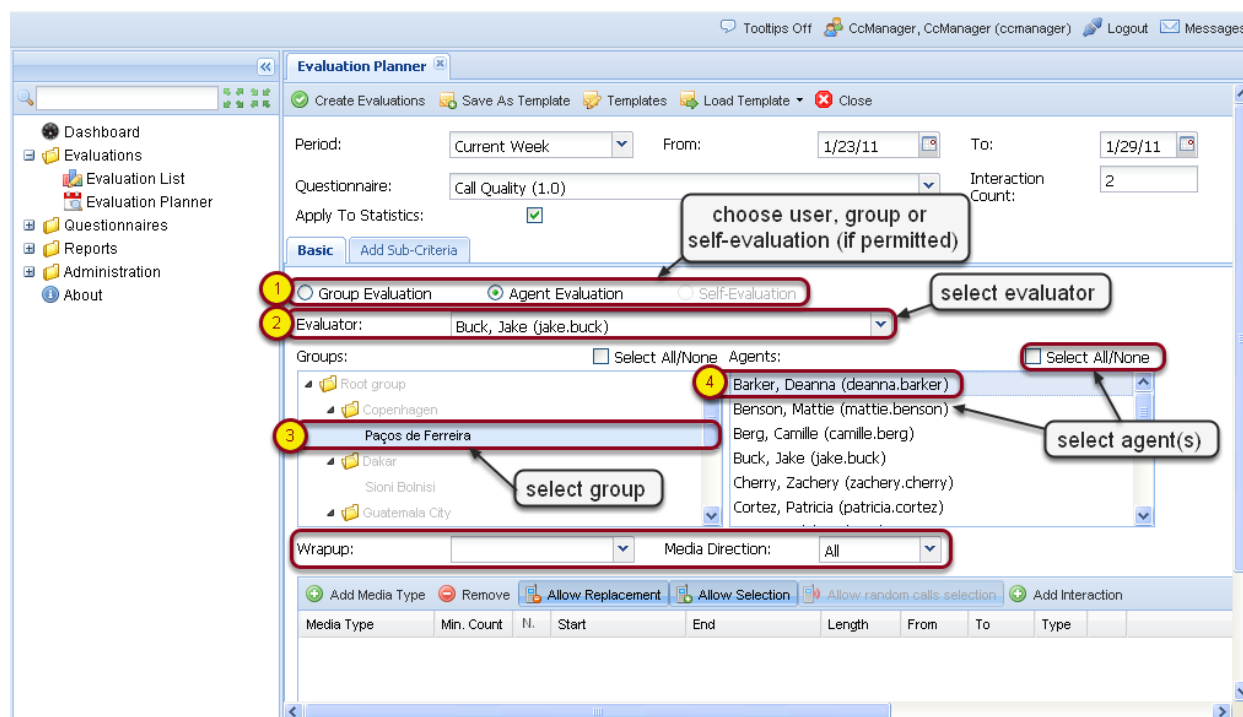 Tooltips Off CcManager, CcManager (ccmanager) Logout Messages
Evaluation Planner
Create Evaluations Save As Template Templates Load Template Close
Dashboard
Evaluations
Evaluation List
Evaluation Planner
Questionnaires
Reports
Administration
About
Period: Current Week From: 1/23/11 To: 1/29/11
Questionnaire: Call Quality (1.0) Interaction Count: 2
Apply To Statistics:
choose user, group or
self-evaluation (if permitted)
Basic Add Sub-Criteria
1 Group Evaluation Agent Evaluation Self-Evaluation
select evaluator
2 Evaluator: Buck, Jake (jake.buck)
Groups: Select All/None Agents: Select All/None
Root group
Copenhagen
3 Paços de Ferreira
Dakar
Sioni Bolnisi
Guatemala City
select group
4 Barker, Deanna (deanna.barker)
Benson, Mattie (mattie.benson)
Berg, Camille (camille.berg)
Buck, Jake (jake.buck)
Cherry, Zachery (zachery.cherry)
Cortez, Patricia (patricia.cortez)
select agent(s)
Wrapup: Media Direction: All
Add Media Type Remove Allow Replacement Allow Selection Allow random calls selection Add Interaction
Media Type Min. Count N. Start End Length From To Type